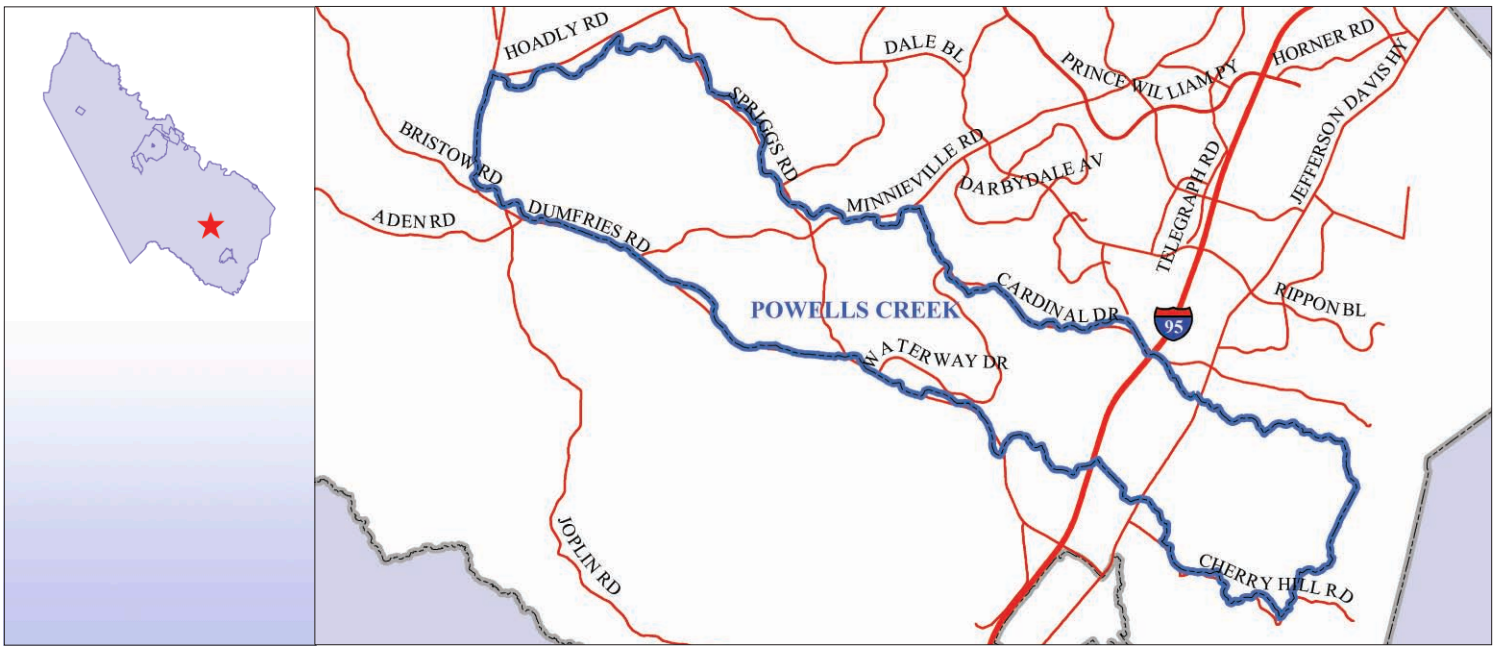 HOADLY RD
DALE BL
HORNER RD
PRINCE WILLIAM PY
JEFFERSON DAVIS HY
SPRIGGS RD
BRISTOW RD
MINNIEVILLE RD
DARBYDALE AV
TELEGRAPH RD
ADEN RD
DUMFRIES RD
CARDINAL DR
RIPPON BL
POWELLS CREEK
95
WATERWAY DR
JOPLIN RD
CHERRY HILL RD